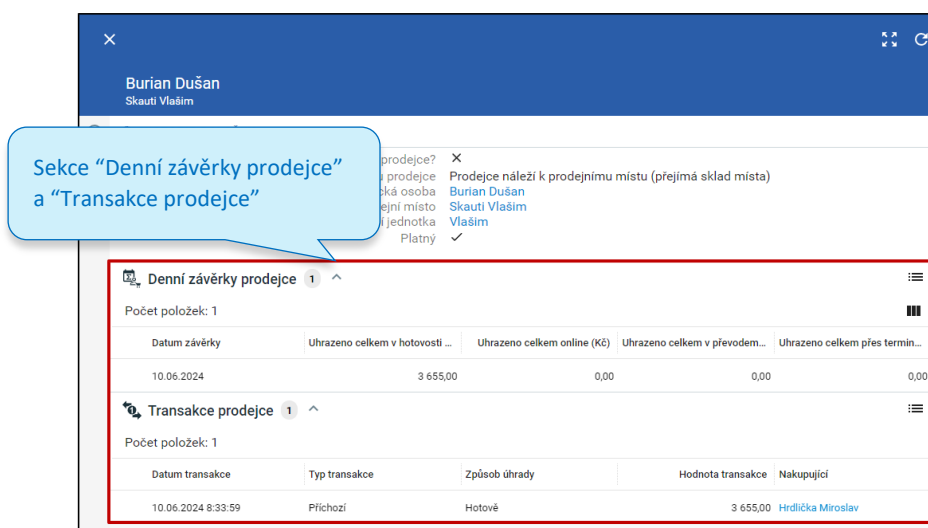 Burian Dušan
Skauti Vlašim
Sekce “Denní závěrky prodejce”
a “Transakce prodejce”
prodejce?
prodejce Prodejce náleží k prodejnímu místu (přejímá sklad místa)
osoba Burian Dušan
místo Skauti Vlašim
jednotka Vlašim
Platný
Denní závěrky prodejce 1
Počet položek: 1
Datum závěrky Uhrazeno celkem v hotovosti ... Uhrazeno celkem online (Kč) Uhrazeno celkem v převodem... Uhrazeno celkem přes termin...
10.06.2024 3 655,00 0,00 0,00 0,00
Transakce prodejce 1
Počet položek: 1
Datum transakce Typ transakce Způsob úhrady Hodnota transakce Nakupující
10.06.2024 8:33:59 Příchozí Hotově 3 655,00 Hrdlička Miroslav